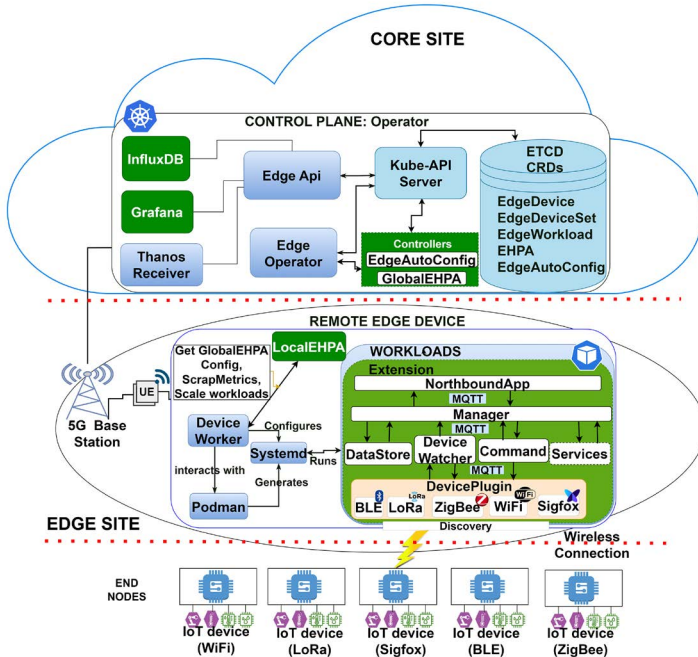 CORE SITE
CONTROL PLANE: Operator
InfluxDB
Grafana
Thanos
Receiver
Edge Api
Edge
Operator
Kube-API
Server
Controllers
EdgeAutoConfig
GlobalEHPA
ETCD
CRDs
EdgeDevice
EdgeDeviceSet
EdgeWorkload
EHPA
EdgeAutoConfig
REMOTE EDGE DEVICE
LocalEHPA
Get GlobalEHPA
Config,
ScrapMetrics,
Scale workloads
UE
5G Base
Station
Device
Worker
Configures
Systemd
Runs
interacts with
Generates
Podman
WORKLOADS
Extension
NorthboundApp
MQTT
Manager
MQTT
DataStore
Device
Watcher
Command
Services
MQTT
DevicePlugin
BLE
LoRa
LoRa
ZigBee
WiFi
WiFi
Sigfox
Discovery
EDGE SITE
Wireless
Connection
END
NODES
IoT device
(WiFi)
IoT device
(LoRa)
IoT device
(Sigfox)
IoT device
(BLE)
IoT device
(ZigBee)